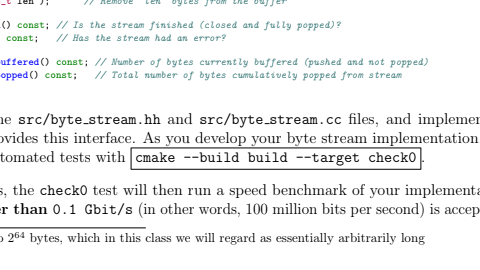 len ); // Remove `len` bytes from the buffer
() const; // Is the stream finished (closed and fully popped)?
const; // Has the stream had an error?
uffered() const; // Number of bytes currently buffered (pushed and not popped)
opped() const; // Total number of bytes cumulatively popped from stream
ne src/byte_stream.hh and src/byte_stream.cc files, and implemen
ovides this interface. As you develop your byte stream implementation
tomated tests with cmake --build build --target check0.
s, the check0 test will then run a speed benchmark of your implementa
er than 0.1 Gbit/s (in other words, 100 million bits per second) is accep
o 2^64 bytes, which in this class we will regard as essentially arbitrarily long